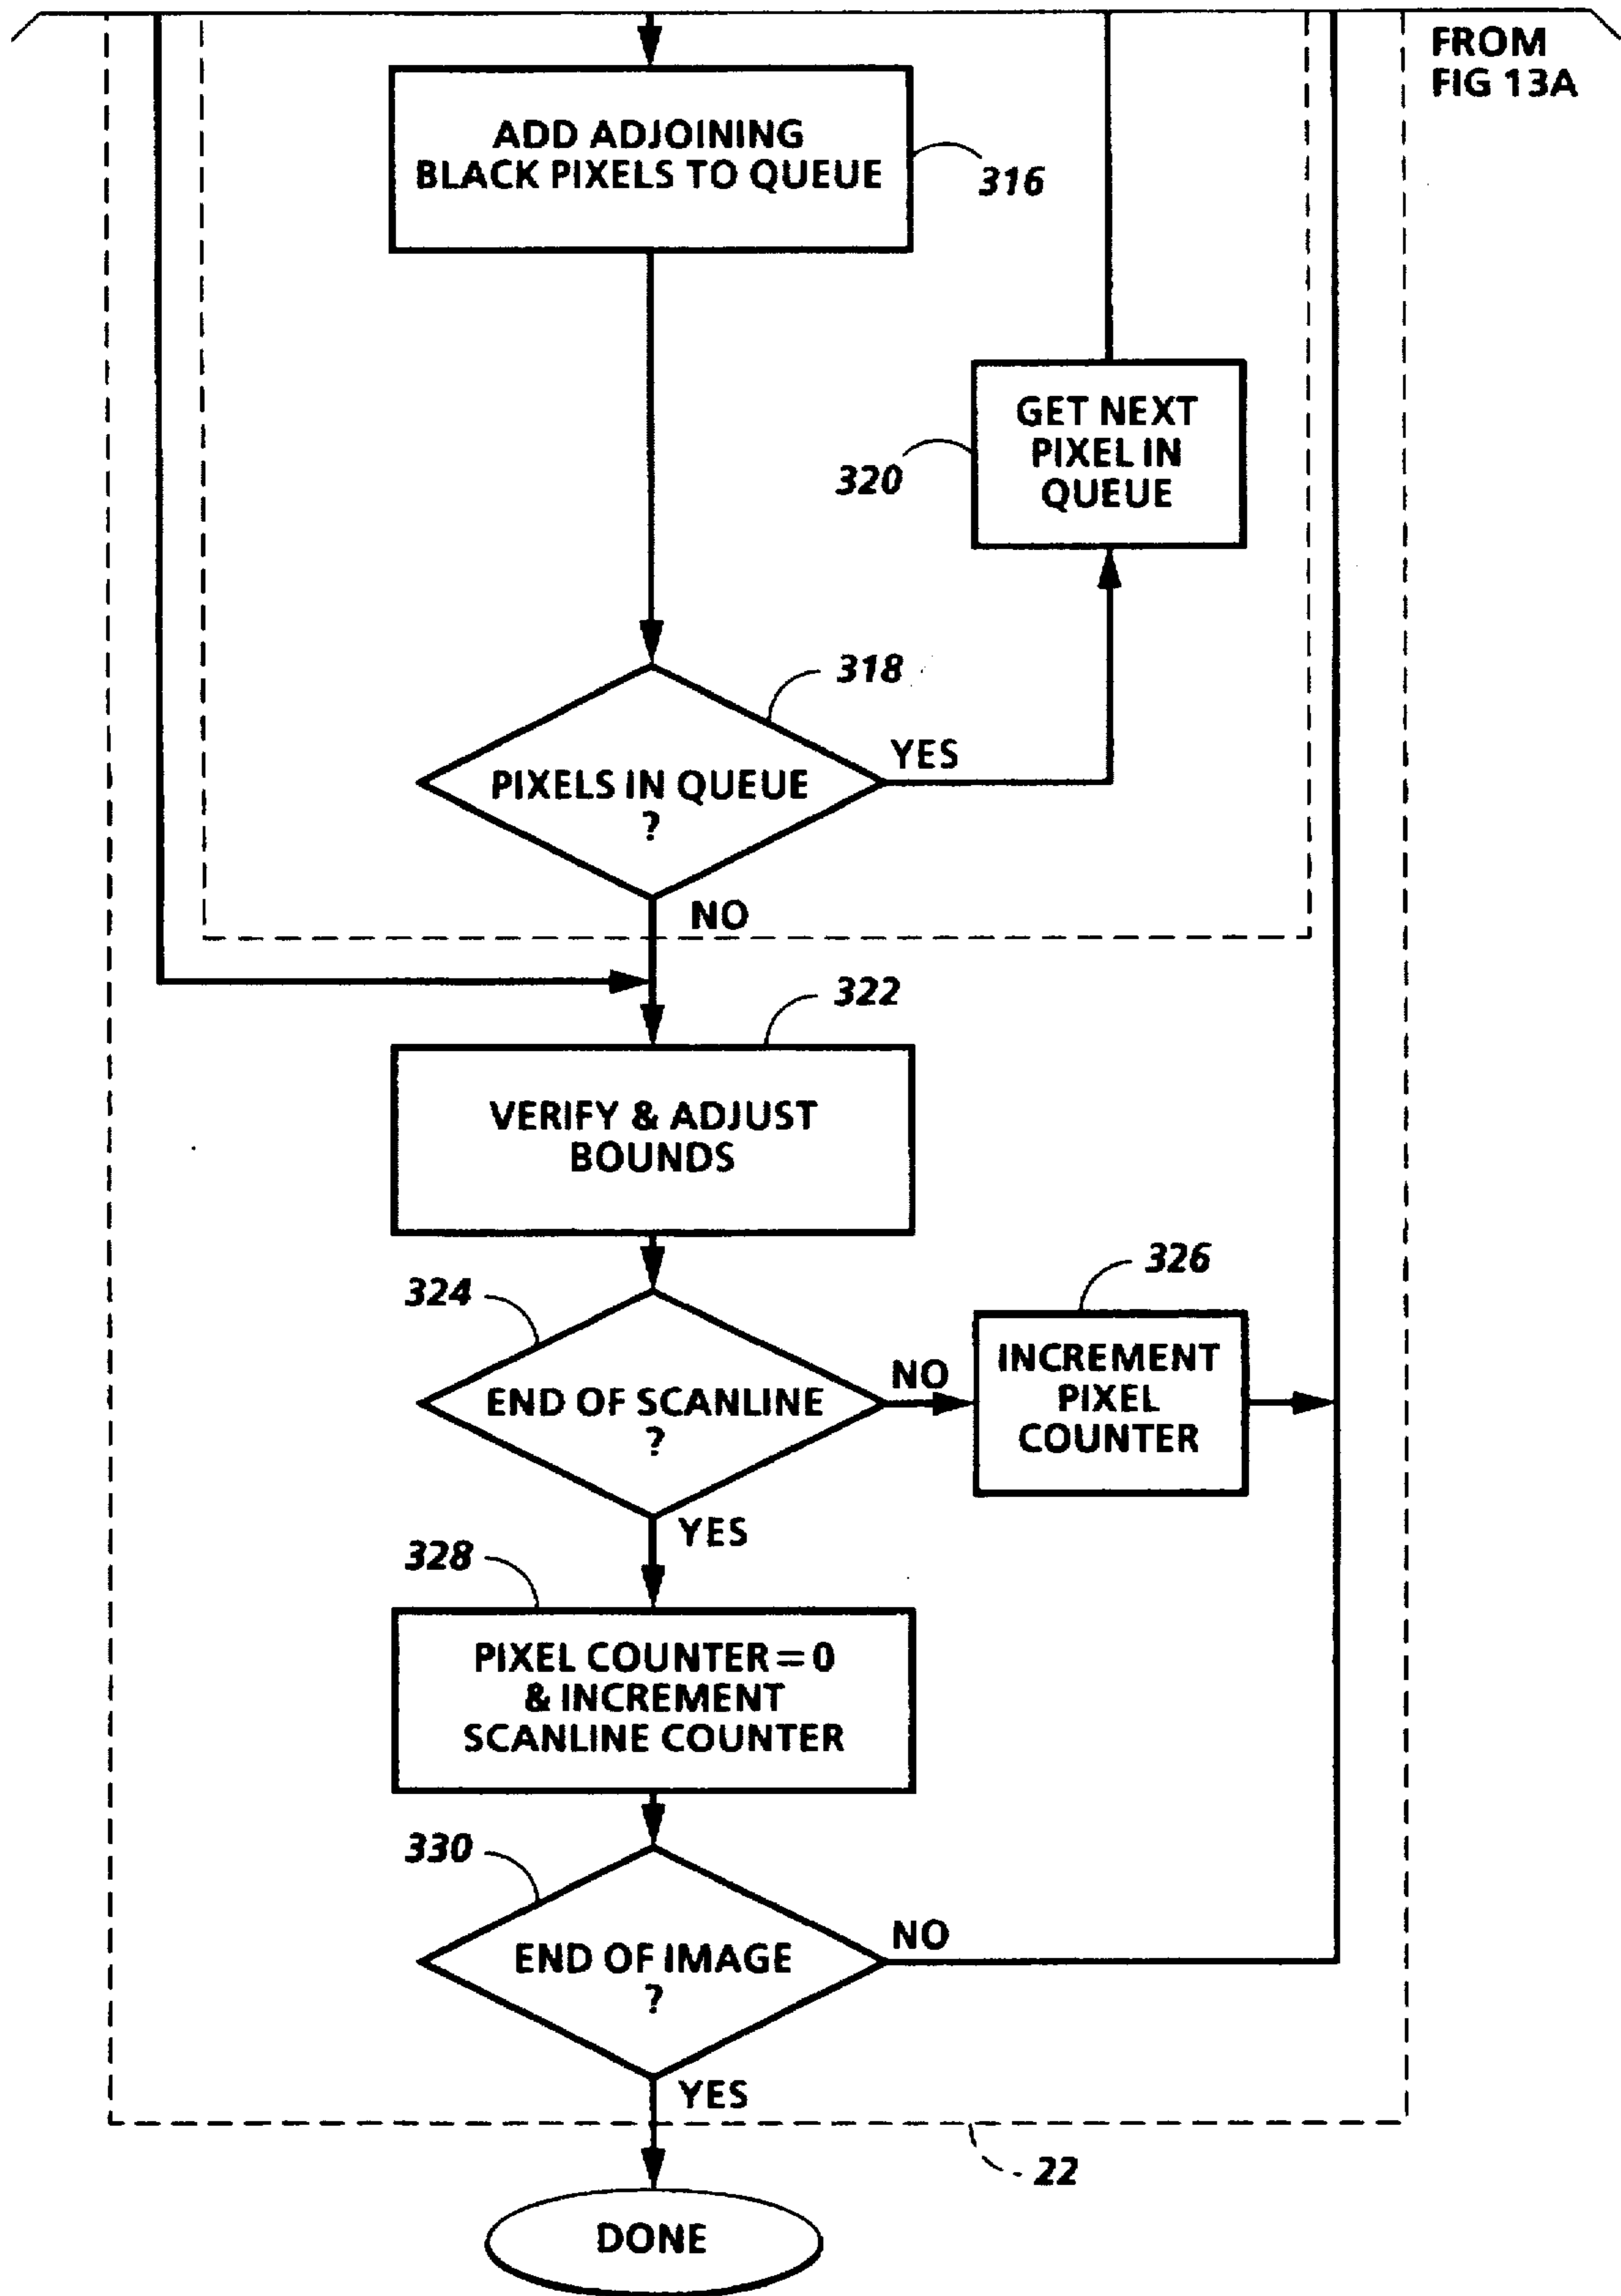 FROM
FIG 13A
ADD ADJOINING
BLACK PIXELS TO QUEUE
316
GET NEXT
PIXEL IN
QUEUE
320
318
YES
PIXELS IN QUEUE
?
NO
322
VERIFY & ADJUST
BOUNDS
326
324
NO
INCREMENT
PIXEL
COUNTER
END OF SCANLINE
?
YES
328
PIXEL COUNTER = 0
& INCREMENT
SCANLINE COUNTER
330
NO
END OF IMAGE
?
YES
22
DONE